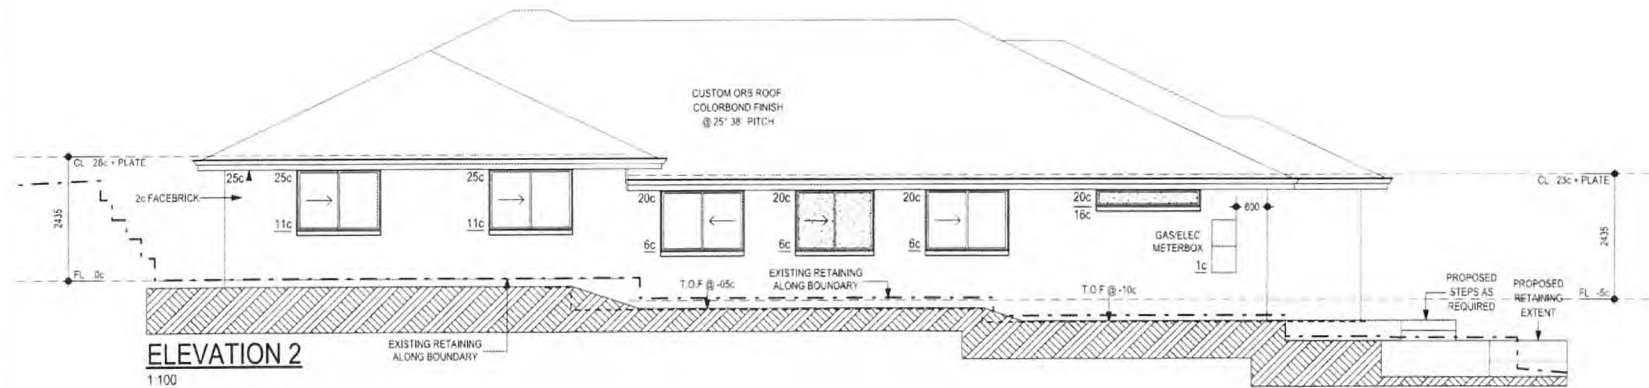 CUSTOM ORB ROOF
COLORBOND FINISH
@ 25° 38' PITCH
CL 28c + PLATE
25c
25c
25c
2c FACEBRICK
11c
11c
2435
FL 0c
20c
20c
20c
20c
16c
6c
6c
6c
600
GAS/ELEC
METERBOX
1c
CL 23c + PLATE
2435
FL -5c
T.O.F @ -05c
EXISTING RETAINING
ALONG BOUNDARY
T.O.F @ -10c
PROPOSED
STEPS AS
REQUIRED
PROPOSED
RETAINING
EXTENT
EXISTING RETAINING
ALONG BOUNDARY
ELEVATION 2
1:100